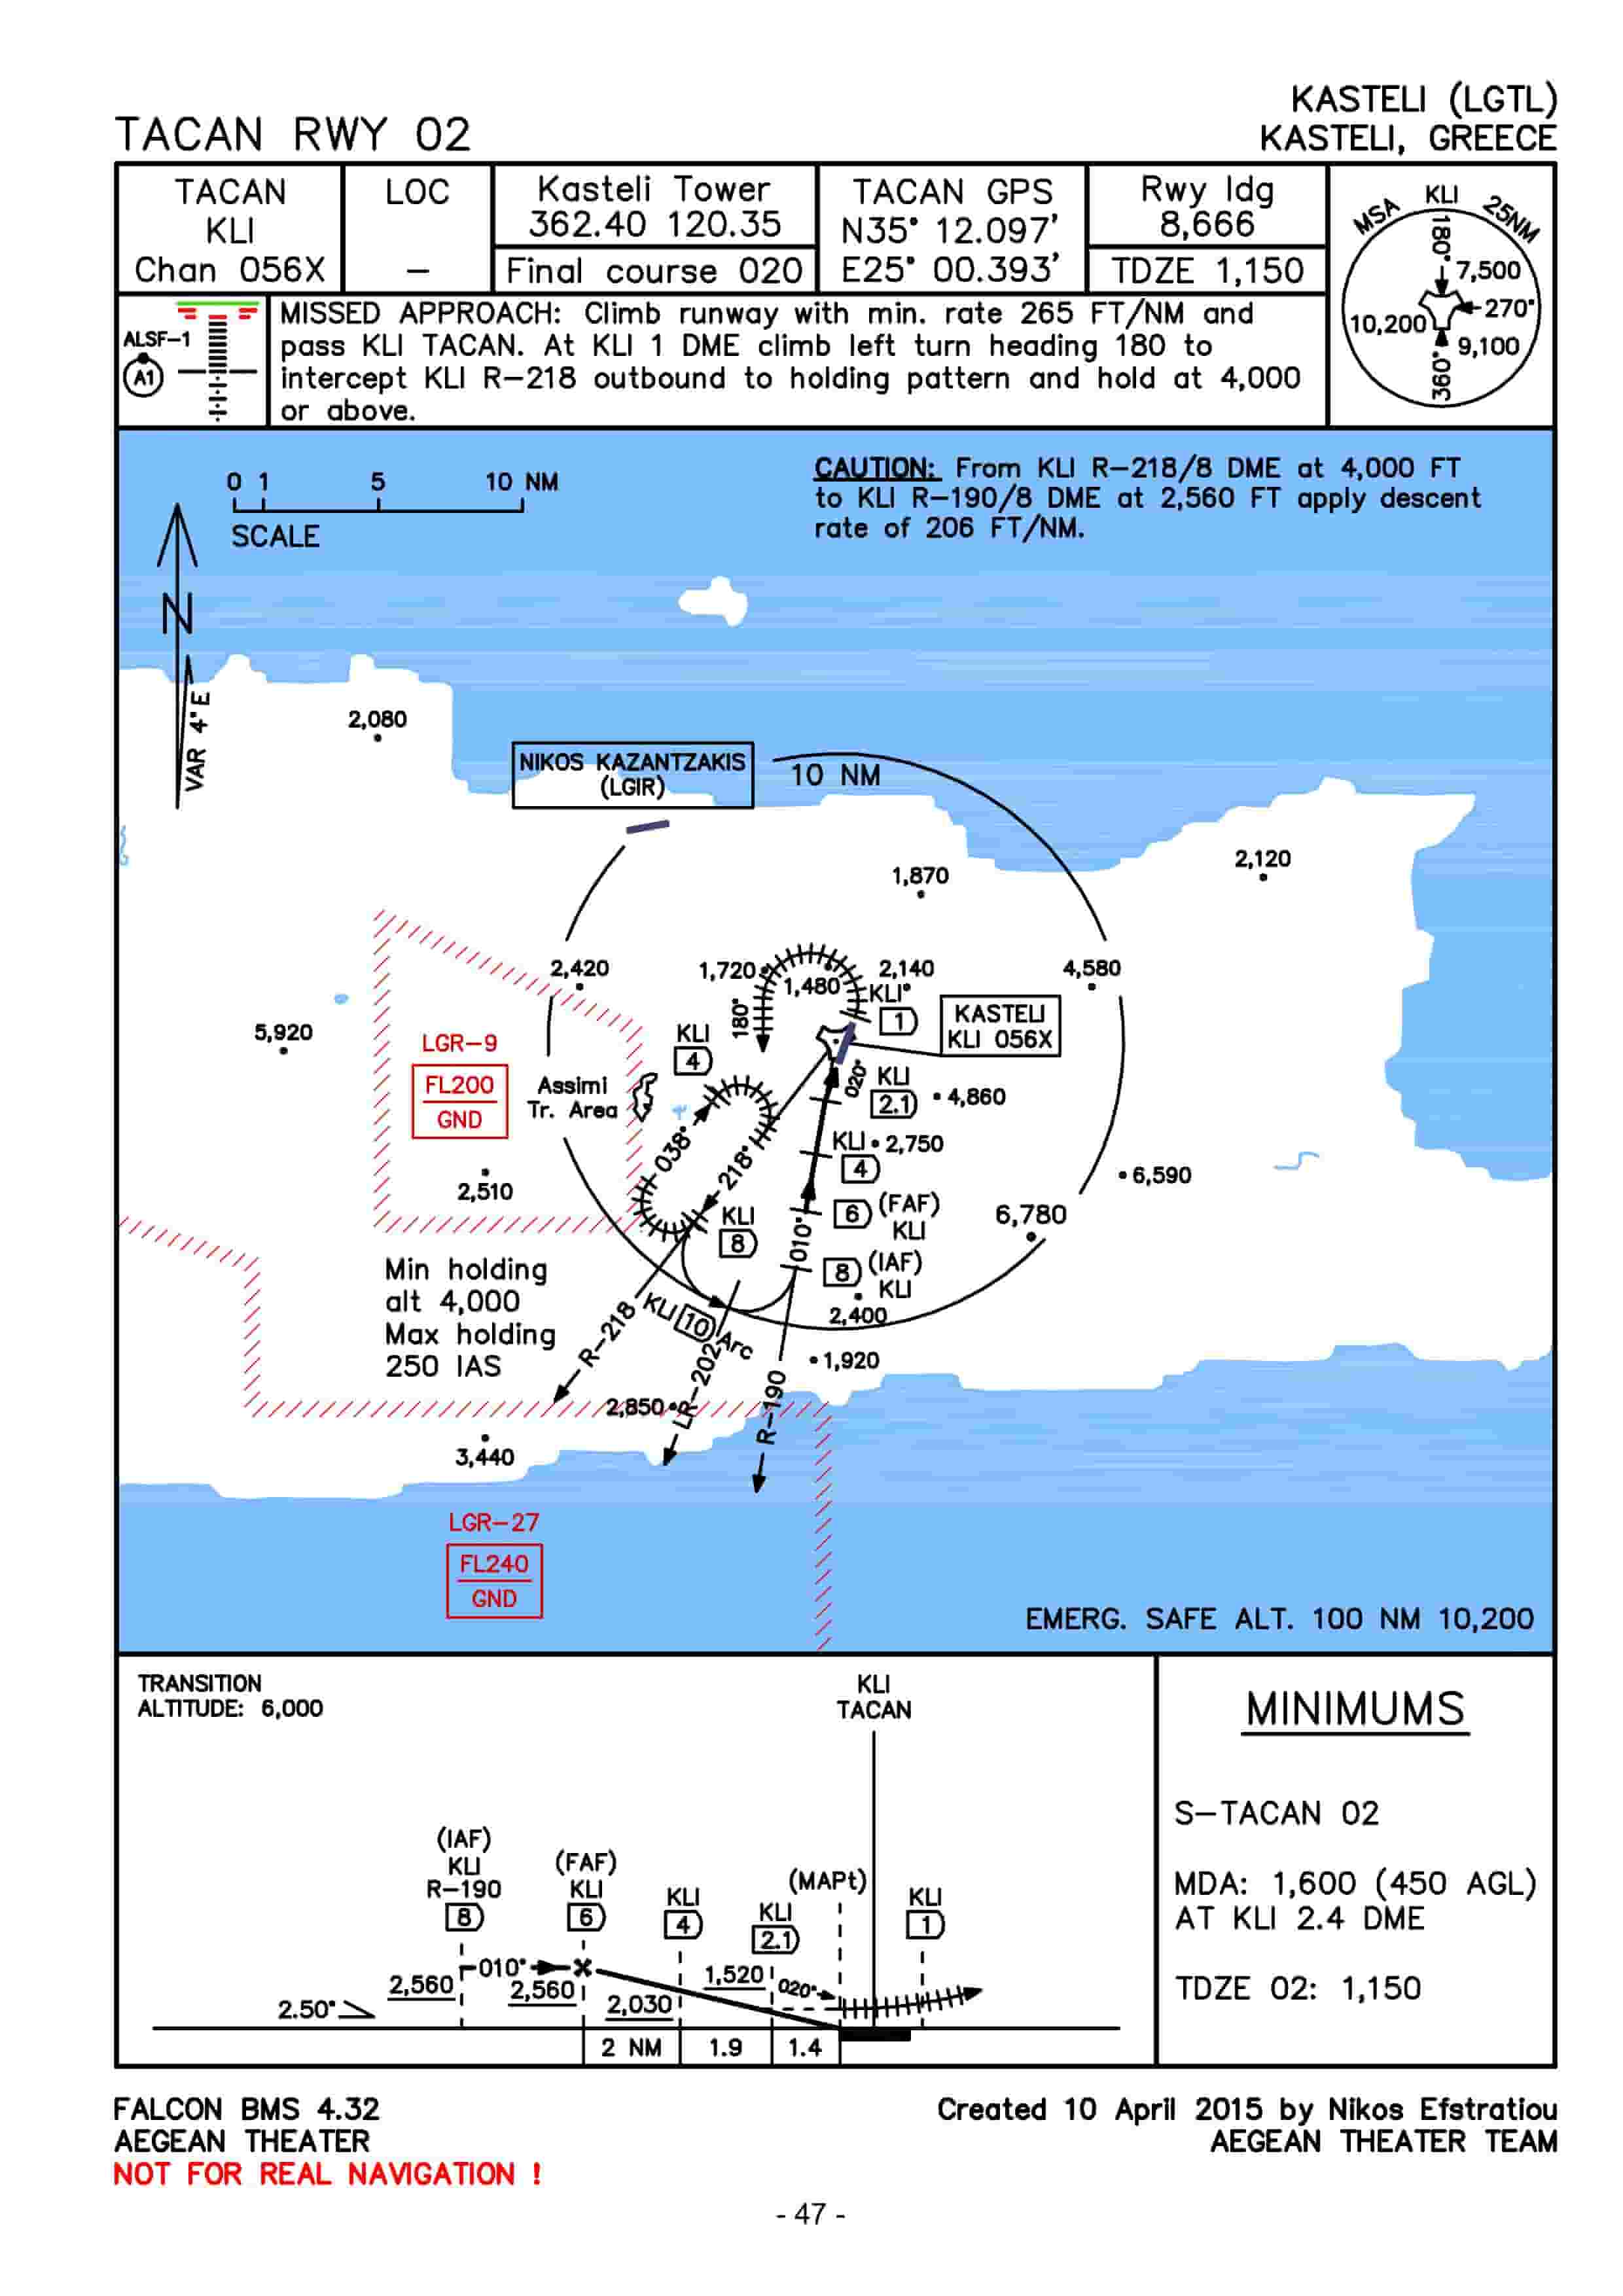 KASTELI (LGTL)
TACAN RWY 02
KASTELI, GREECE
TACAN
KLI
Chan 056X
LOC
–
Kasteli Tower
362.40 120.35
Final course 020
TACAN GPS
N35° 12.097'
E25° 00.393'
Rwy ldg
8,666
TDZE 1,150
MSA
KLI
25NM
180°
7,500
270°
10,200
9,100
360°
ALSF-1
A1
MISSED APPROACH: Climb runway with min. rate 265 FT/NM and
pass KLI TACAN. At KLI 1 DME climb left turn heading 180 to
intercept KLI R-218 outbound to holding pattern and hold at 4,000
or above.
0 1 5 10 NM
SCALE
CAUTION: From KLI R-218/8 DME at 4,000 FT
to KLI R-190/8 DME at 2,560 FT apply descent
rate of 206 FT/NM.
N
VAR 4°E
2,080
NIKOS KAZANTZAKIS
(LGIR)
10 NM
1,870
2,120
2,420
1,720
1,480
2,140
4,580
KLI
1
180°
KASTELI
KLI 056X
5,920
LGR-9
FL200
GND
Assimi
Tr. Area
KLI
4
020°
KLI
2.1
4,860
KLI
4
2,750
038°
218°
2,510
6,590
6
(FAF)
KLI
6,780
KLI
8
010°
8
(IAF)
KLI
2,400
Min holding
alt 4,000
Max holding
250 IAS
R-218
KLI 10 Arc
LR-202
R-190
1,920
2,850
3,440
LGR-27
FL240
GND
EMERG. SAFE ALT. 100 NM 10,200
TRANSITION
ALTITUDE: 6,000
KLI
TACAN
(IAF)
KLI
R-190
8
(FAF)
KLI
6
KLI
4
KLI
2.1
(MAPt)
KLI
1
010°
2,560
2,560
2,030
1,520
020°
2.50°
2 NM
1.9
1.4
MINIMUMS
S-TACAN 02
MDA: 1,600 (450 AGL)
AT KLI 2.4 DME
TDZE 02: 1,150
FALCON BMS 4.32
AEGEAN THEATER
NOT FOR REAL NAVIGATION !
Created 10 April 2015 by Nikos Efstratiou
AEGEAN THEATER TEAM
- 47 -